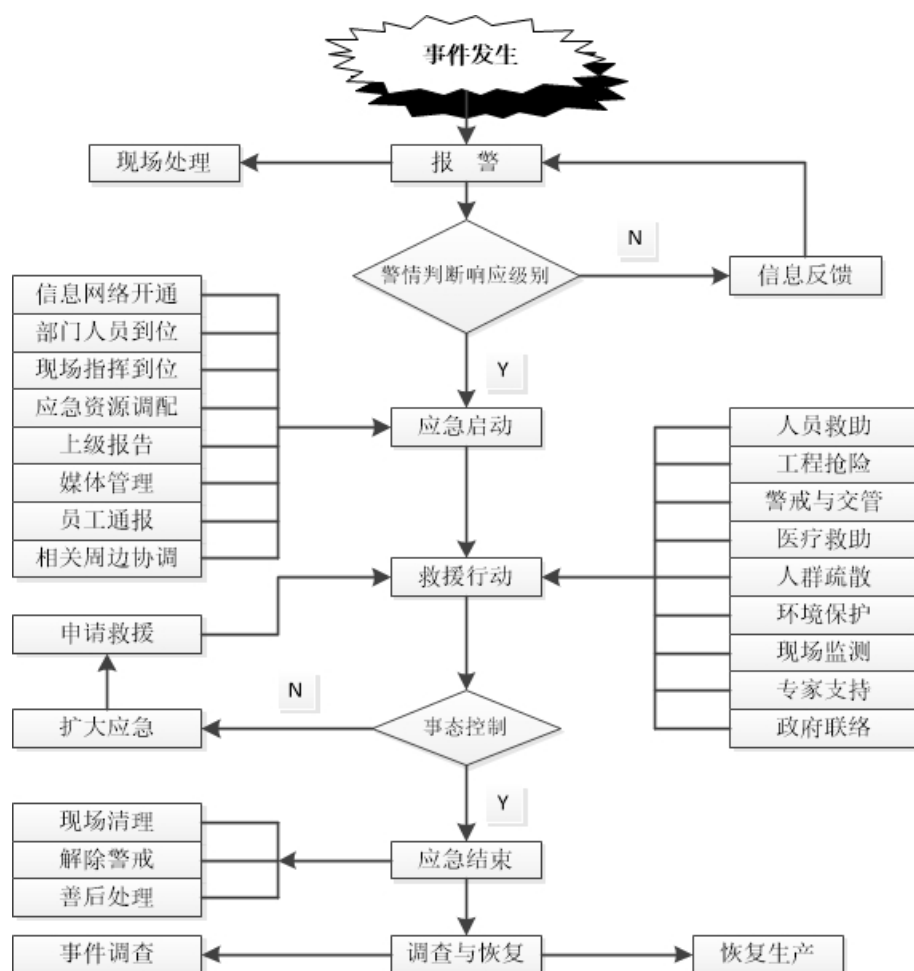 事件发生
现场处理
报 警
N
警情判断响应级别
信息反馈
信息网络开通
部门人员到位
现场指挥到位
应急资源调配
上级报告
媒体管理
员工通报
相关周边协调
Y
应急启动
人员救助
工程抢险
警戒与交管
医疗救助
人群疏散
环境保护
现场监测
专家支持
政府联络
救援行动
申请救援
N
扩大应急
事态控制
Y
现场清理
解除警戒
善后处理
应急结束
事件调查
调查与恢复
恢复生产